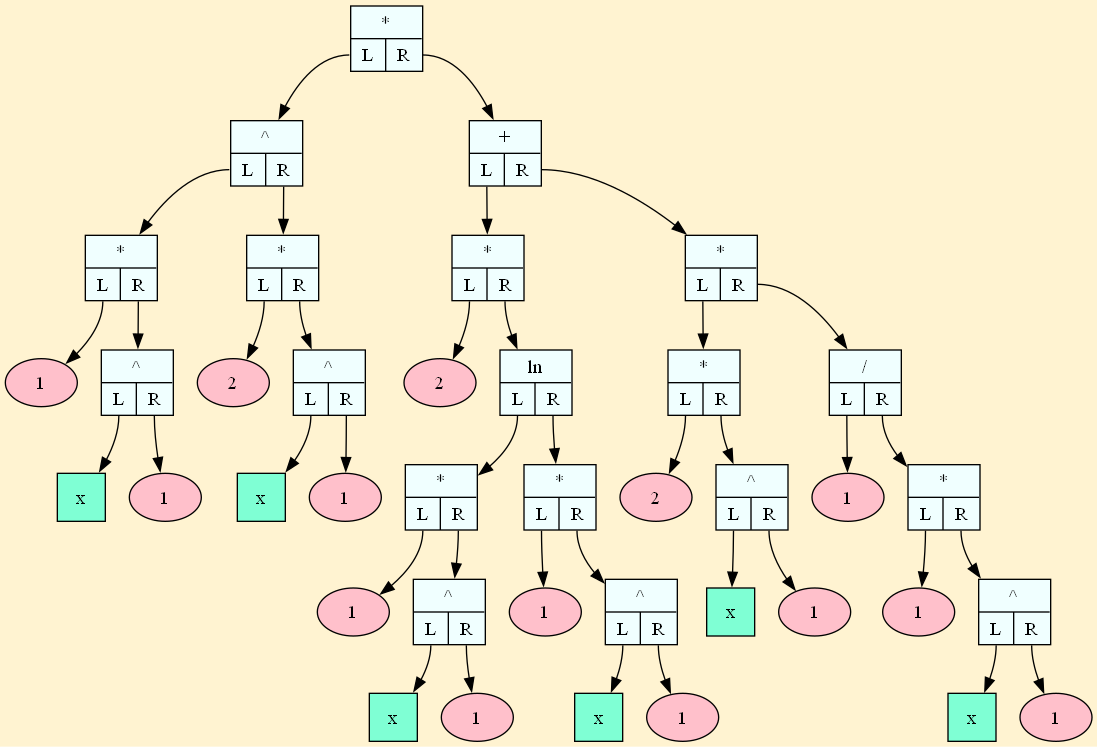 *
L R
^ +
L R L R
* * * *
L R L R L R L R
1 ^ 2 ^ 2 ln * /
L R L R L R L R L R
x 1 x 1 * * 2 ^ 1 *
L R L R L R L R
1 ^ 1 ^ x 1 1 ^
L R L R L R
x 1 x 1 x 1